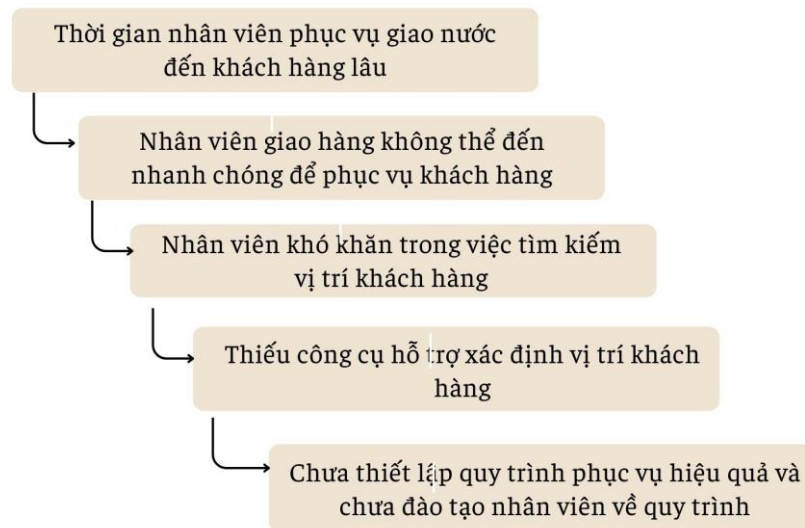 Thời gian nhân viên phục vụ giao nước
đến khách hàng lâu
Nhân viên giao hàng không thể đến
nhanh chóng để phục vụ khách hàng
Nhân viên khó khăn trong việc tìm kiếm
vị trí khách hàng
Thiếu công cụ hỗ trợ xác định vị trí khách
hàng
Chưa thiết lập quy trình phục vụ hiệu quả và
chưa đào tạo nhân viên về quy trình